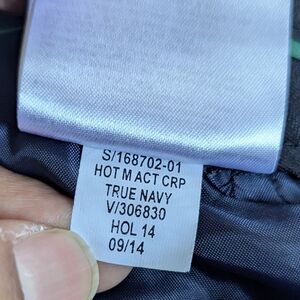 S/168702-01
HOT M ACT CRP
TRUE NAVY
V/306830
HOL 14
09/14